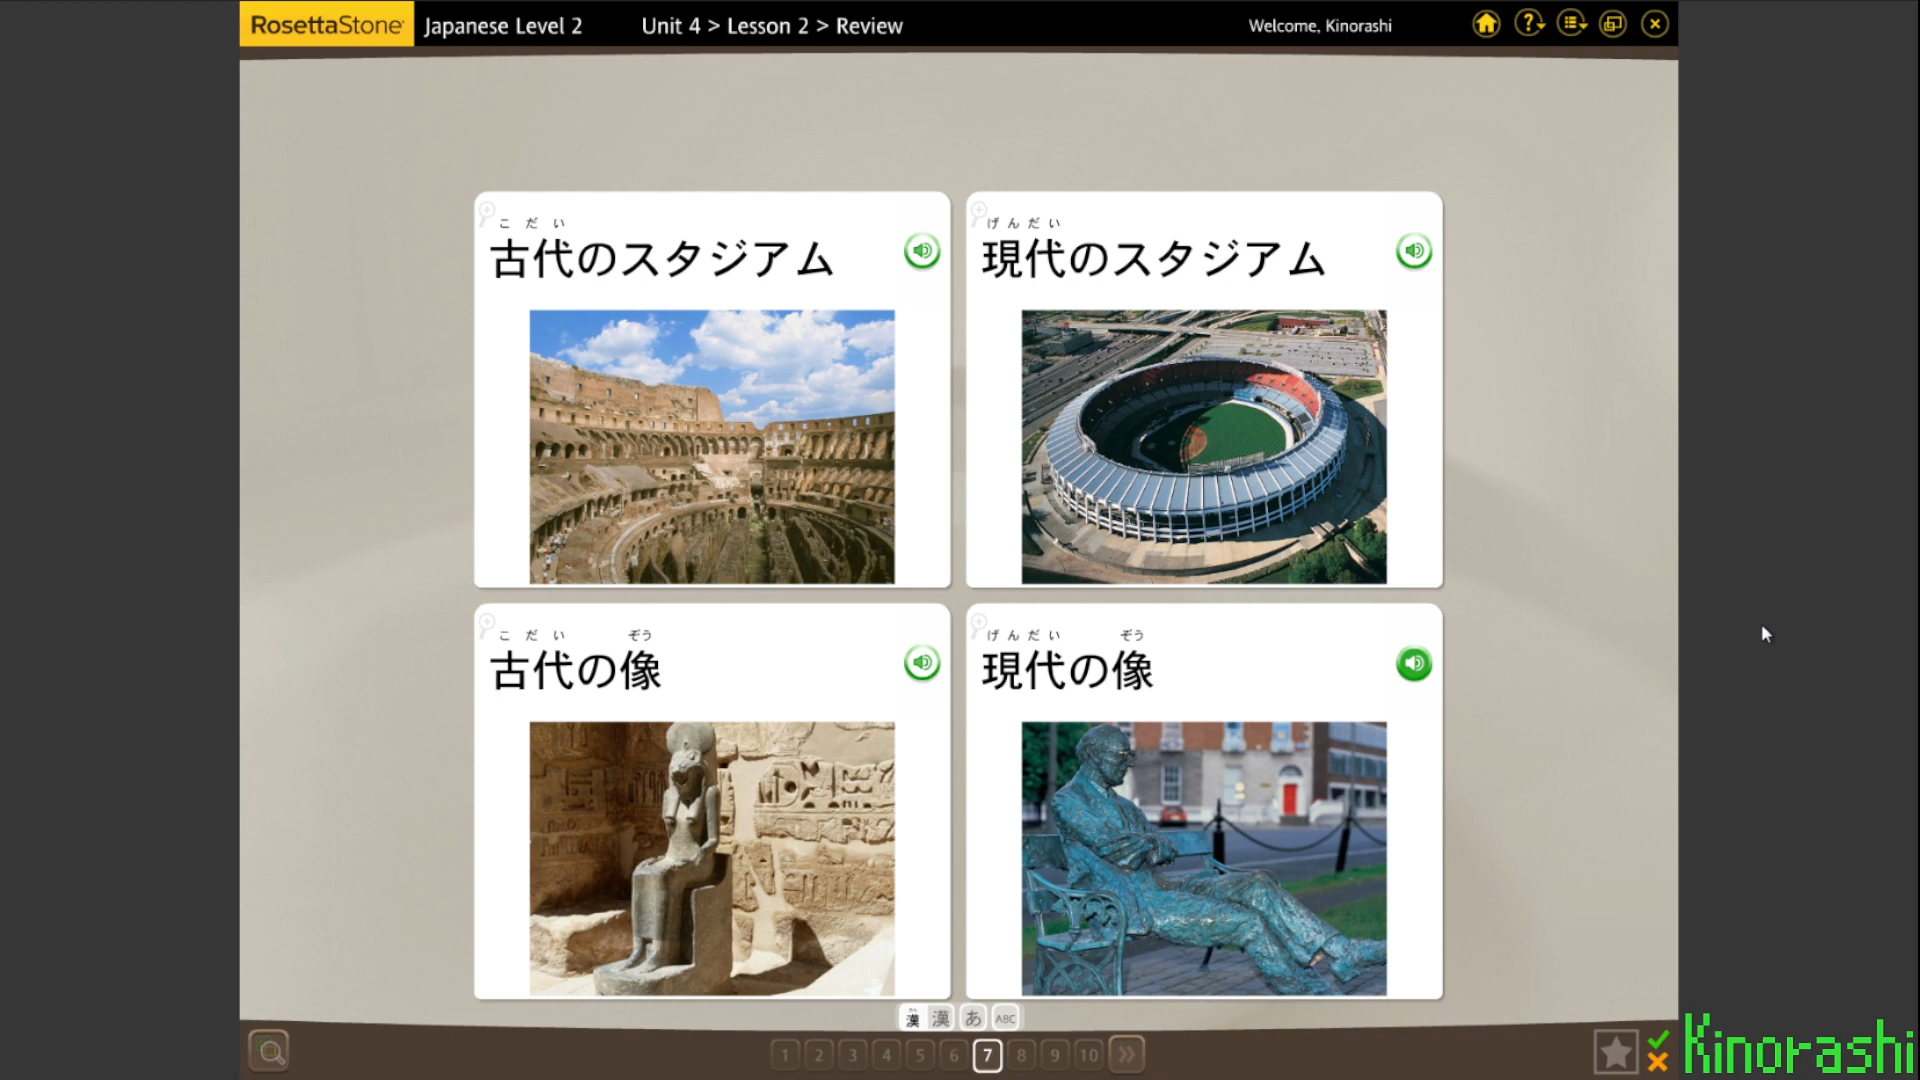 RosettaStone
Japanese Level 2
Unit 4 > Lesson 2 > Review
Welcome, Kinorashi
こだい
古代のスタジアム
げんだい
現代のスタジアム
こだい ぞう
古代の像
げんだい ぞう
現代の像
漢 漢 あ ABC
1 2 3 4 5 6 7 8 9 10
Kinorashi